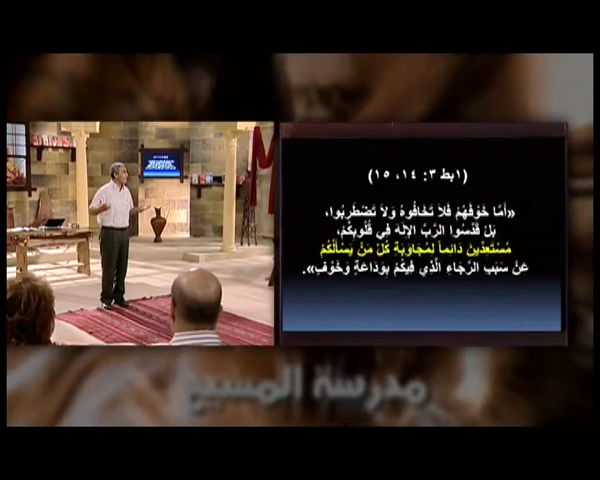 (١بط ٣: ١٤، ١٥)
«أَمَّا خَوْفَهُمْ فَلاَ تَخَافُوهُ وَلاَ تَضْطَرِبُوا،
بَلْ قَدِّسُوا الرَّبَّ الإِلَهَ فِي قُلُوبِكُمْ،
مُسْتَعِدِّينَ دَائِماً لِمُجَاوَبَةِ كُلِّ مَنْ يَسْأَلُكُمْ
عَنْ سَبَبِ الرَّجَاءِ الَّذِي فِيكُمْ بِوَدَاعَةٍ وَخَوْفٍ».
مدرسة المسيح